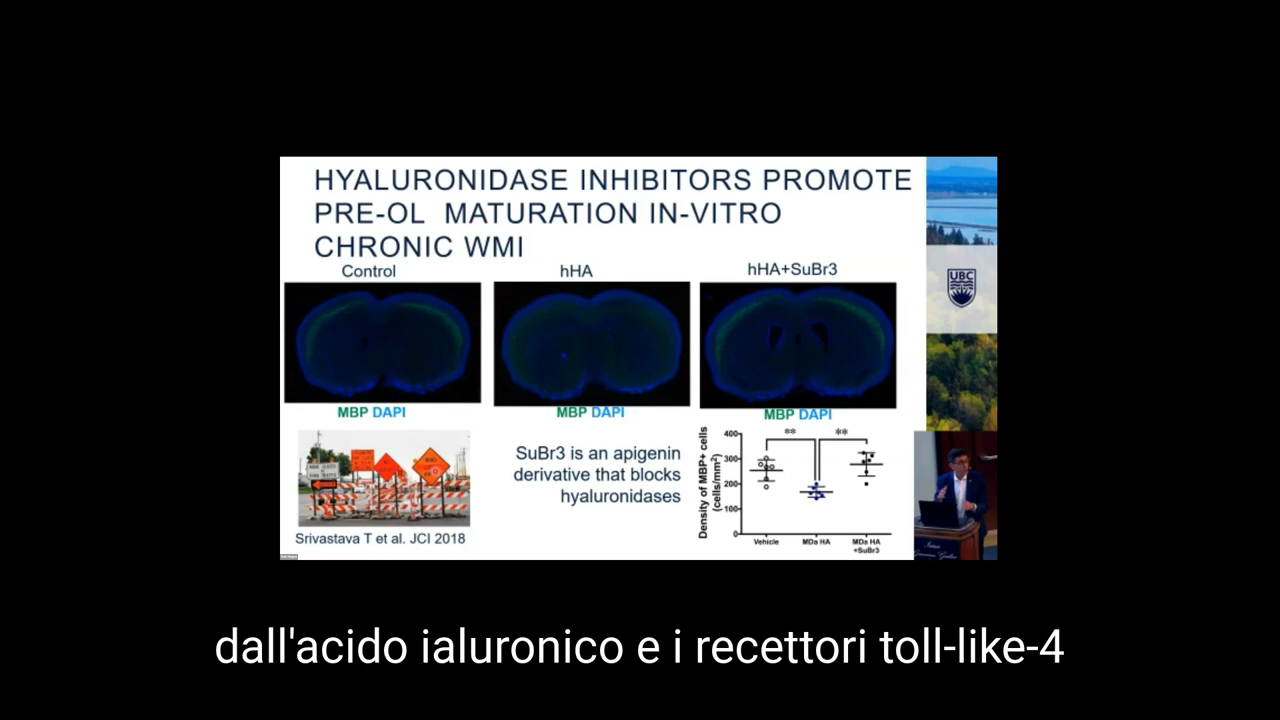 HYALURONIDASE INHIBITORS PROMOTE
PRE-OL MATURATION IN-VITRO
CHRONIC WMI
Control
hHA
hHA+SuBr3
MBP DAPI
MBP DAPI
MBP DAPI
UBC
SuBr3 is an apigenin
derivative that blocks
hyaluronidases
Srivastava T et al. JCI 2018
Density of MBP+ cells
(cells/mm²)
400
300
200
100
0
**
**
Vehicle
MDa HA
MDa HA
+SuBr3
dall'acido ialuronico e i recettori toll-like-4